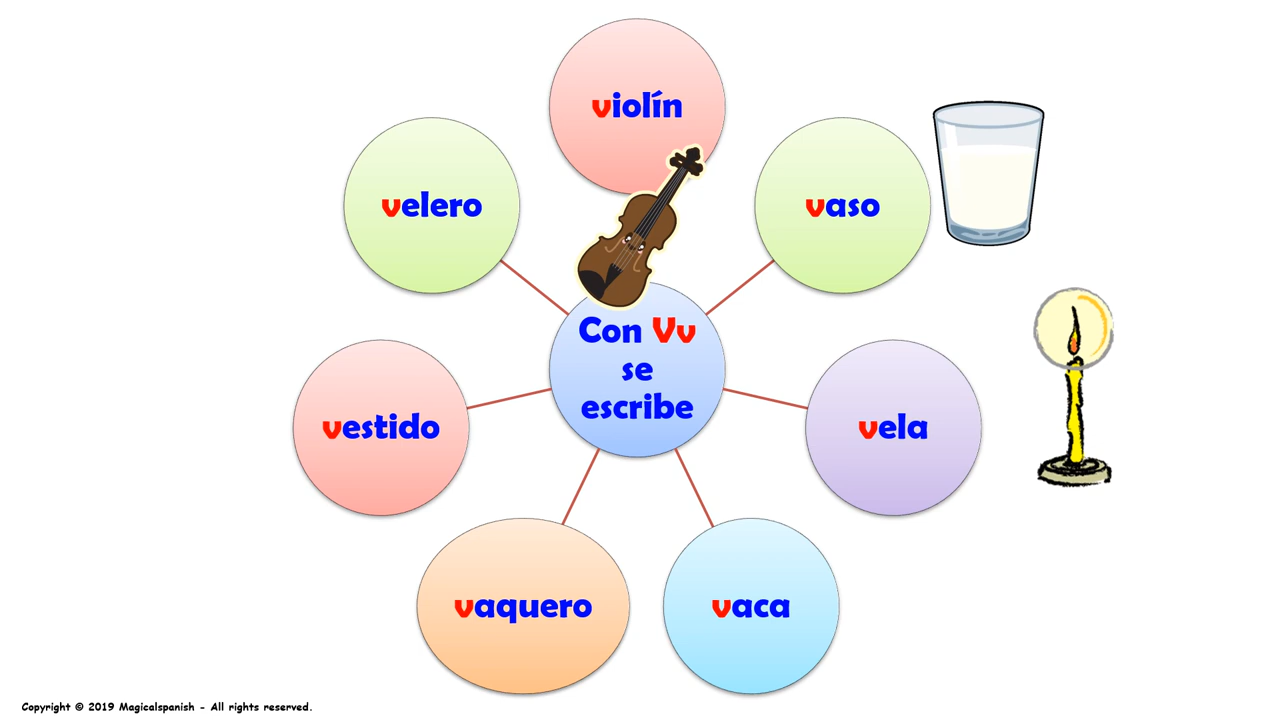 violín
velero
vaso
Con Vv
se
escribe
vestido
vela
vaquero
vaca
Copyright © 2019 Magicalspanish - All rights reserved.